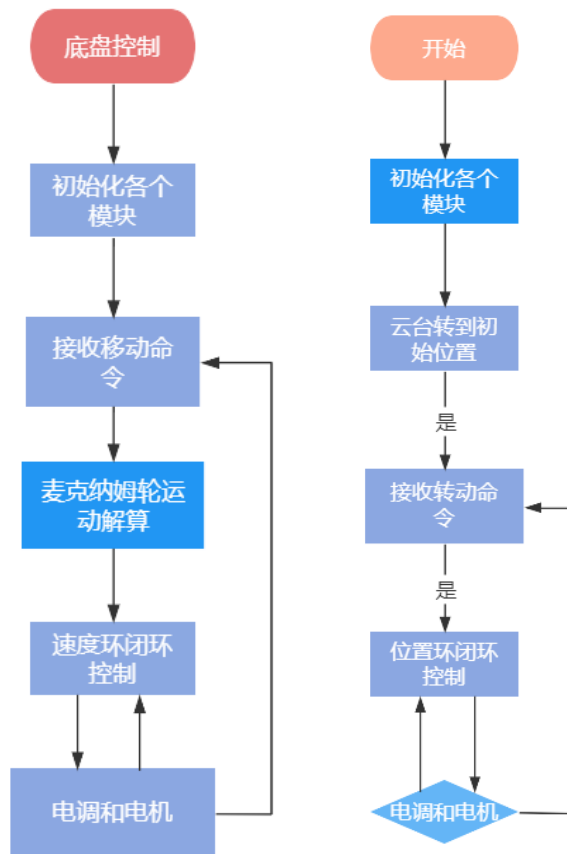 底盘控制
初始化各个
模块
接收移动命
令
麦克纳姆轮运
动解算
速度环闭环
控制
电调和电机
开始
初始化各个
模块
云台转到初
始位置
是
接收转动命
令
是
位置环闭环
控制
电调和电机